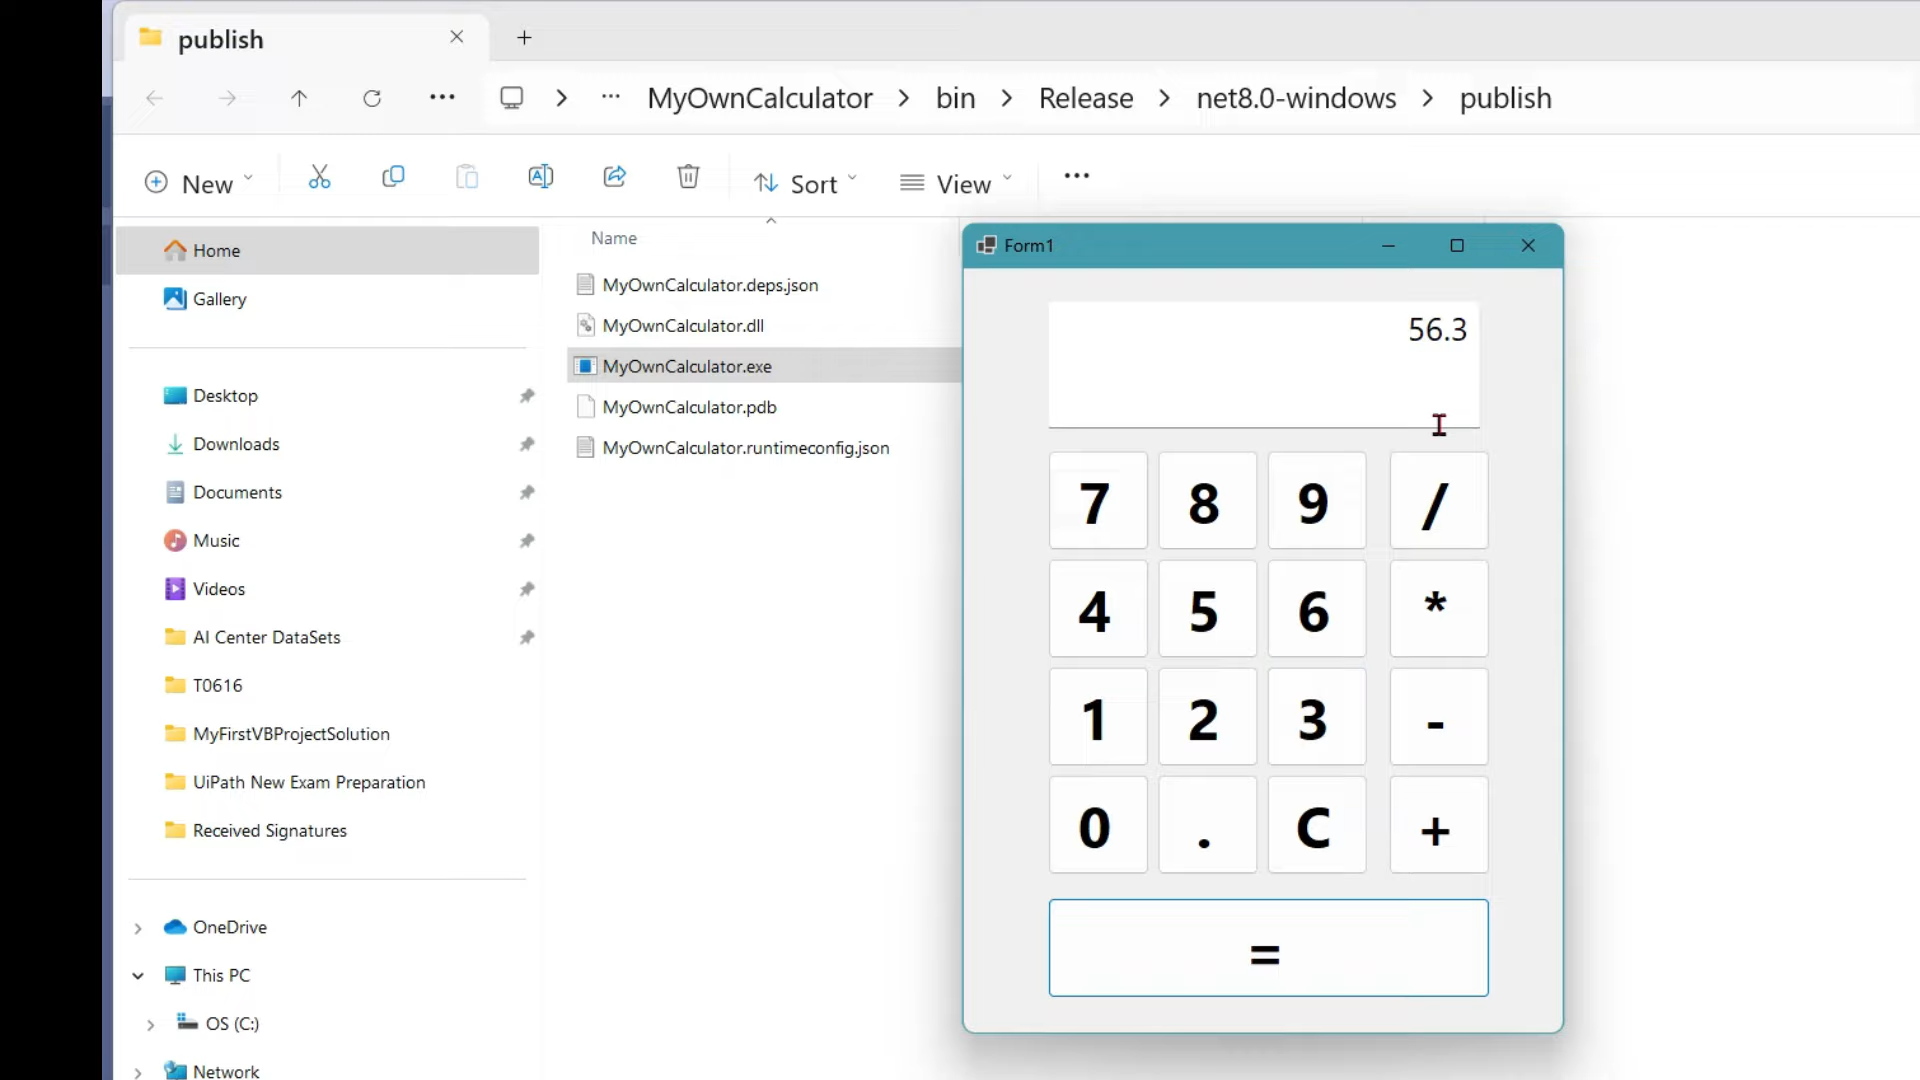 publish
MyOwnCalculator > bin > Release > net8.0-windows > publish
New
Sort
View
Home
Gallery
Desktop
Downloads
Documents
Music
Videos
AI Center DataSets
T0616
MyFirstVBProjectSolution
UiPath New Exam Preparation
Received Signatures
OneDrive
This PC
OS (C:)
Network
Name
MyOwnCalculator.deps.json
MyOwnCalculator.dll
MyOwnCalculator.exe
MyOwnCalculator.pdb
MyOwnCalculator.runtimeconfig.json
Form1
56.3
7 8 9 /
4 5 6 *
1 2 3 -
0 . C +
=